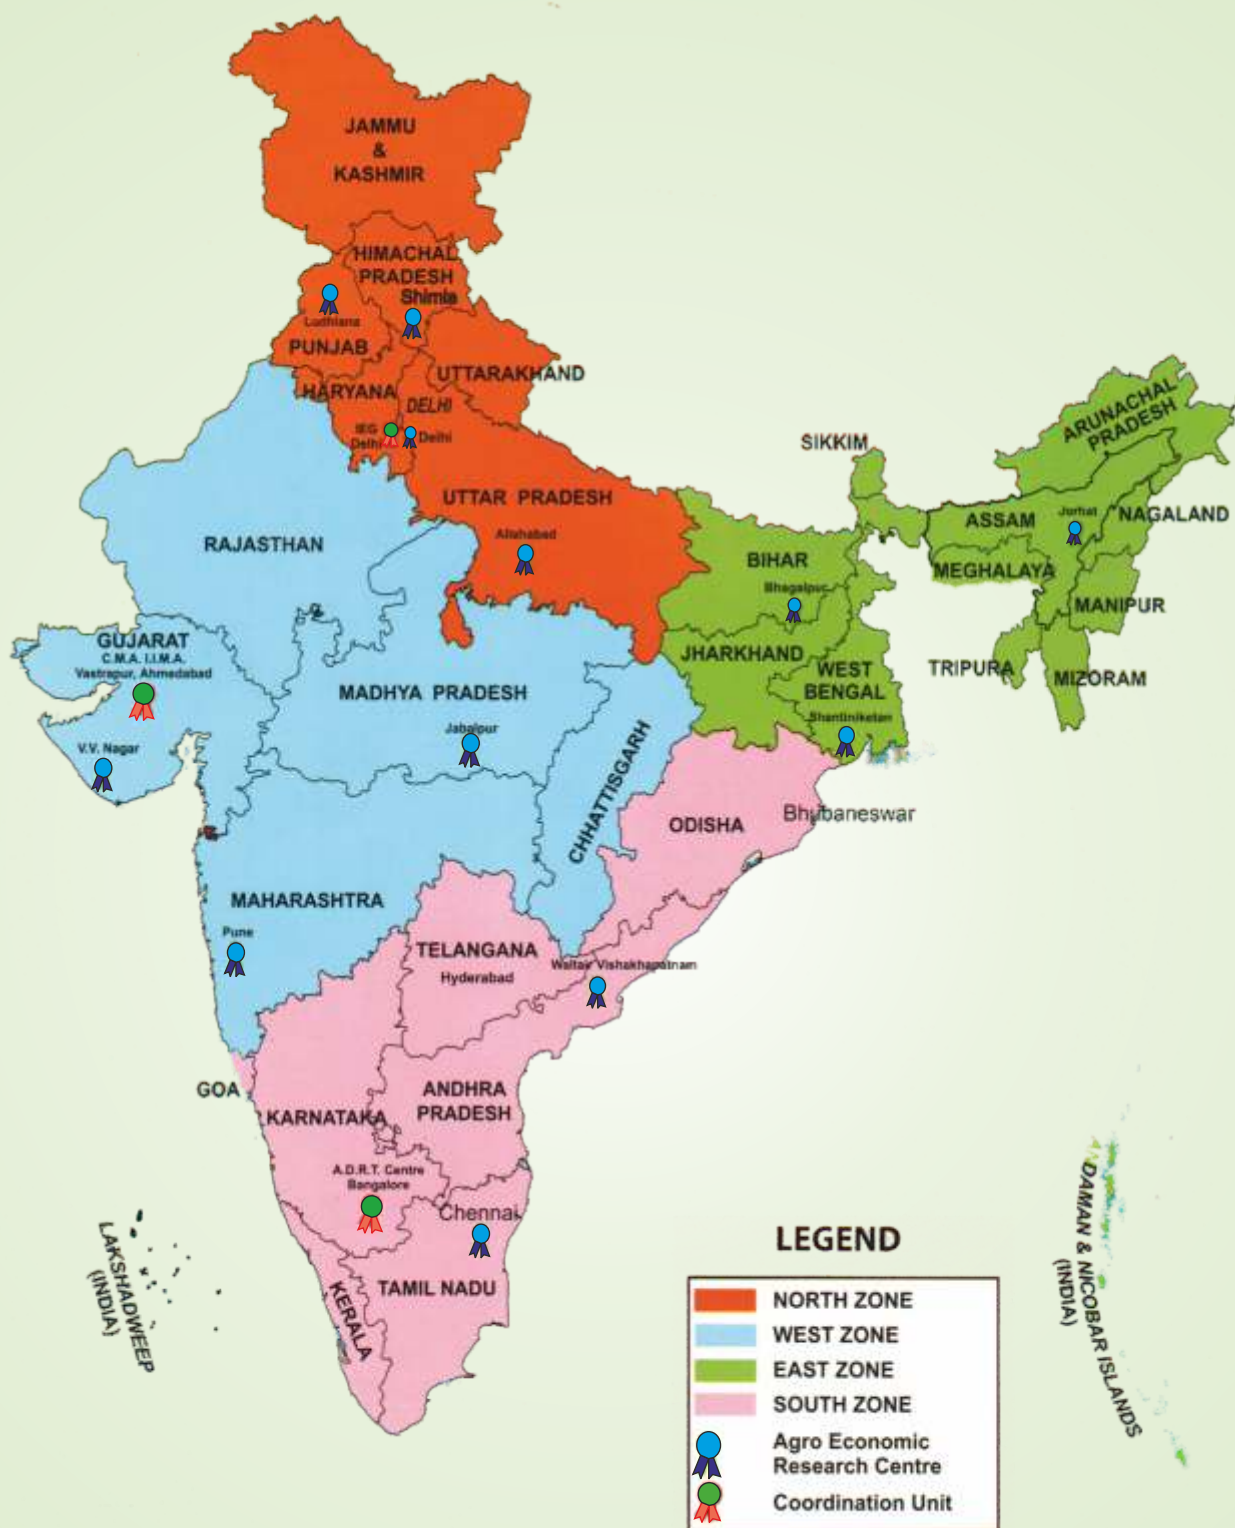 JAMMU
&
KASHMIR
HIMACHAL
PRADESH
Shimla
Ludhiana
PUNJAB
UTTARAKHAND
HARYANA
DELHI
IEG
Delhi
Delhi
UTTAR PRADESH
Allahabad
RAJASTHAN
SIKKIM
ARUNACHAL
PRADESH
ASSAM
Jorhat
NAGALAND
MEGHALAYA
MANIPUR
TRIPURA
MIZORAM
BIHAR
Bhagalpur
JHARKHAND
WEST
BENGAL
Shantiniketan
GUJARAT
C.M.A. I.I.M.A.
Vastrapur, Ahmedabad
V.V. Nagar
MADHYA PRADESH
Jabalpur
CHHATTISGARH
ODISHA
Bhubaneswar
MAHARASHTRA
Pune
TELANGANA
Hyderabad
Waltair Vishakhapatnam
GOA
KARNATAKA
ANDHRA
PRADESH
A.D.R.T. Centre
Bangalore
Chennai
TAMIL NADU
KERALA
LAKSHADWEEP
(INDIA)
DAMAN & NICOBAR ISLANDS
(INDIA)
LEGEND
NORTH ZONE
WEST ZONE
EAST ZONE
SOUTH ZONE
Agro Economic
Research Centre
Coordination Unit